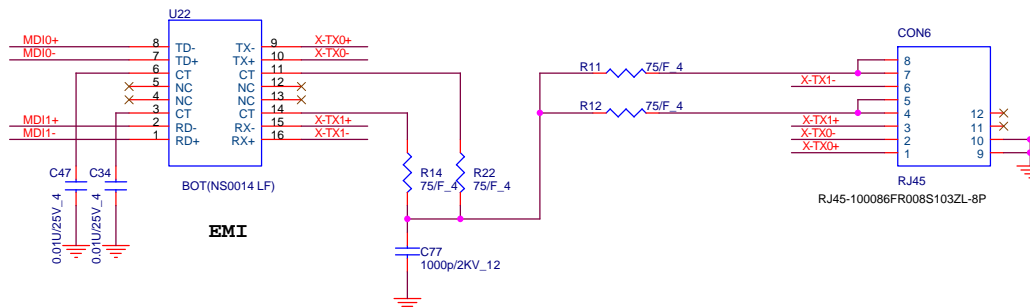 U22
MDI0+ 8 TD- TX- 9 X-TX0+
MDI0- 7 TD+ TX+ 10 X-TX0-
6 CT CT 11
5 NC NC 12
4 NC NC 13
3 CT CT 14
MDI1+ 2 RD- RX- 15 X-TX1+
MDI1- 1 RD+ RX+ 16 X-TX1-
BOT(NS0014 LF)
C47
0.01U/25V_4
C34
0.01U/25V_4
EMI
R14
75/F_4
R22
75/F_4
C77
1000p/2KV_12
R11 75/F_4
R12 75/F_4
CON6
8
7
X-TX1- 6
5
4 12
X-TX1+ 3 11
X-TX0- 2 10
X-TX0+ 1 9
RJ45
RJ45-100086FR008S103ZL-8P